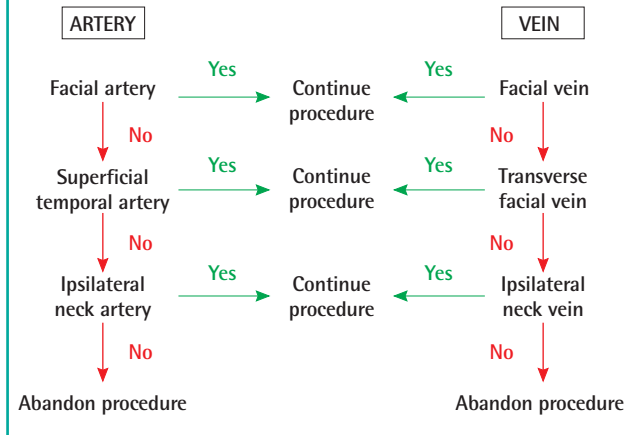 ARTERY VEIN
Yes Yes
Facial artery Continue Facial vein
procedure
No No
Superficial Yes Continue Yes Transverse
temporal artery procedure facial vein
No No
Ipsilateral Yes Continue Yes Ipsilateral
neck artery procedure neck vein
No No
Abandon procedure Abandon procedure